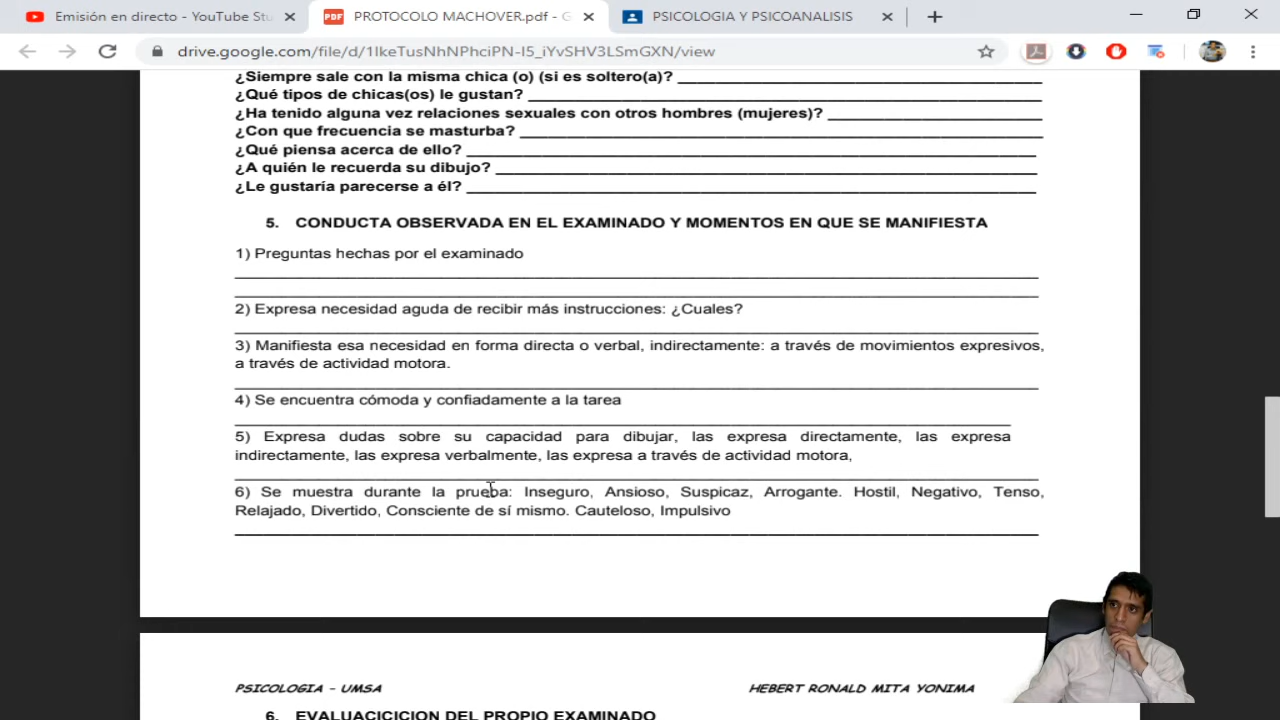 Emisión en directo - YouTube Stu
PROTOCOLO MACHOVER.pdf - G
PSICOLOGIA Y PSICOANALISIS
drive.google.com/file/d/1IkeTusNhNPhciPN-I5_iYvSHV3LSmGXN/view
¿Siempre sale con la misma chica (o) (si es soltero(a)?
¿Qué tipos de chicas(os) le gustan?
¿Ha tenido alguna vez relaciones sexuales con otros hombres (mujeres)?
¿Con que frecuencia se masturba?
¿Qué piensa acerca de ello?
¿A quién le recuerda su dibujo?
¿Le gustaría parecerse a él?
5. CONDUCTA OBSERVADA EN EL EXAMINADO Y MOMENTOS EN QUE SE MANIFIESTA
1) Preguntas hechas por el examinado
2) Expresa necesidad aguda de recibir más instrucciones: ¿Cuales?
3) Manifiesta esa necesidad en forma directa o verbal, indirectamente: a través de movimientos expresivos,
a través de actividad motora.
4) Se encuentra cómoda y confiadamente a la tarea
5) Expresa dudas sobre su capacidad para dibujar, las expresa directamente, las expresa
indirectamente, las expresa verbalmente, las expresa a través de actividad motora,
6) Se muestra durante la prueba: Inseguro, Ansioso, Suspicaz, Arrogante. Hostil, Negativo, Tenso,
Relajado, Divertido, Consciente de sí mismo. Cauteloso, Impulsivo
PSICOLOGIA - UMSA
HEBERT RONALD MITA YONIMA
6. EVALUACICICION DEL PROPIO EXAMINADO